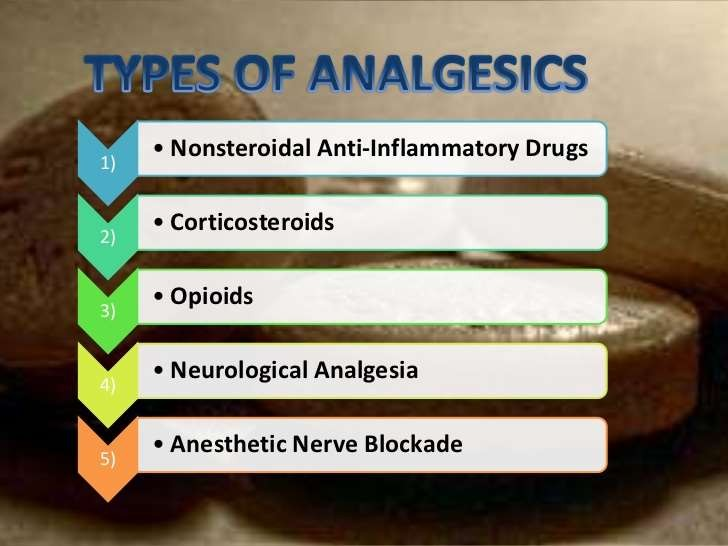 TYPES OF ANALGESICS
1) • Nonsteroidal Anti-Inflammatory Drugs
2) • Corticosteroids
3) • Opioids
4) • Neurological Analgesia
5) • Anesthetic Nerve Blockade